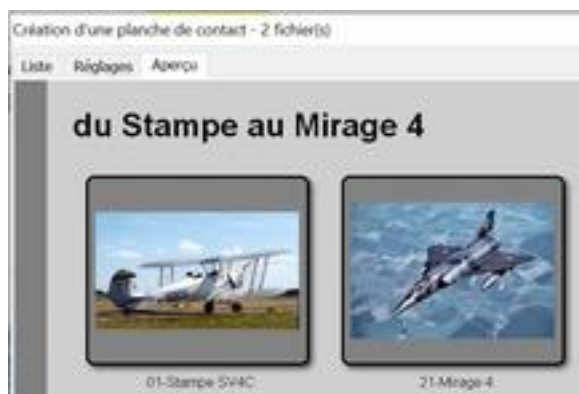 Création d'une planche de contact - 2 fichier(s)
Liste Réglages Aperçu
du Stampe au Mirage 4
01-Stampe SV4C 21-Mirage 4